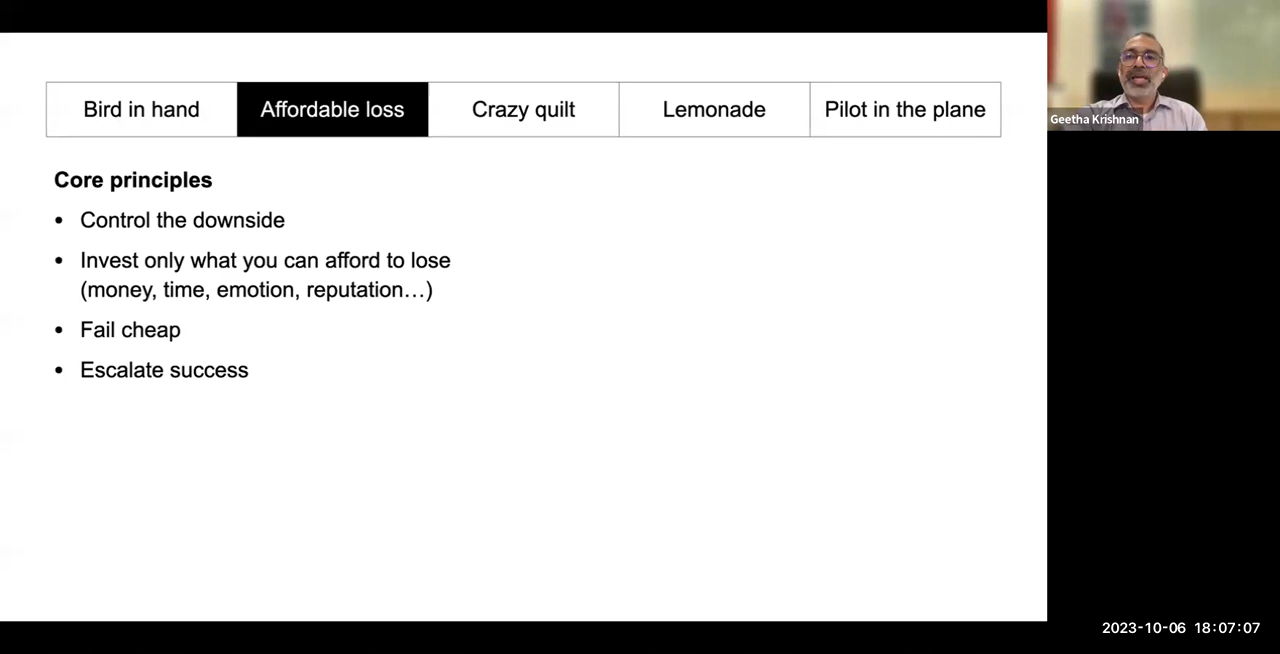 Bird in hand
Affordable loss
Crazy quilt
Lemonade
Pilot in the plane
Geetha Krishnan
Core principles
• Control the downside
• Invest only what you can afford to lose
(money, time, emotion, reputation…)
• Fail cheap
• Escalate success
2023-10-06 18:07:07